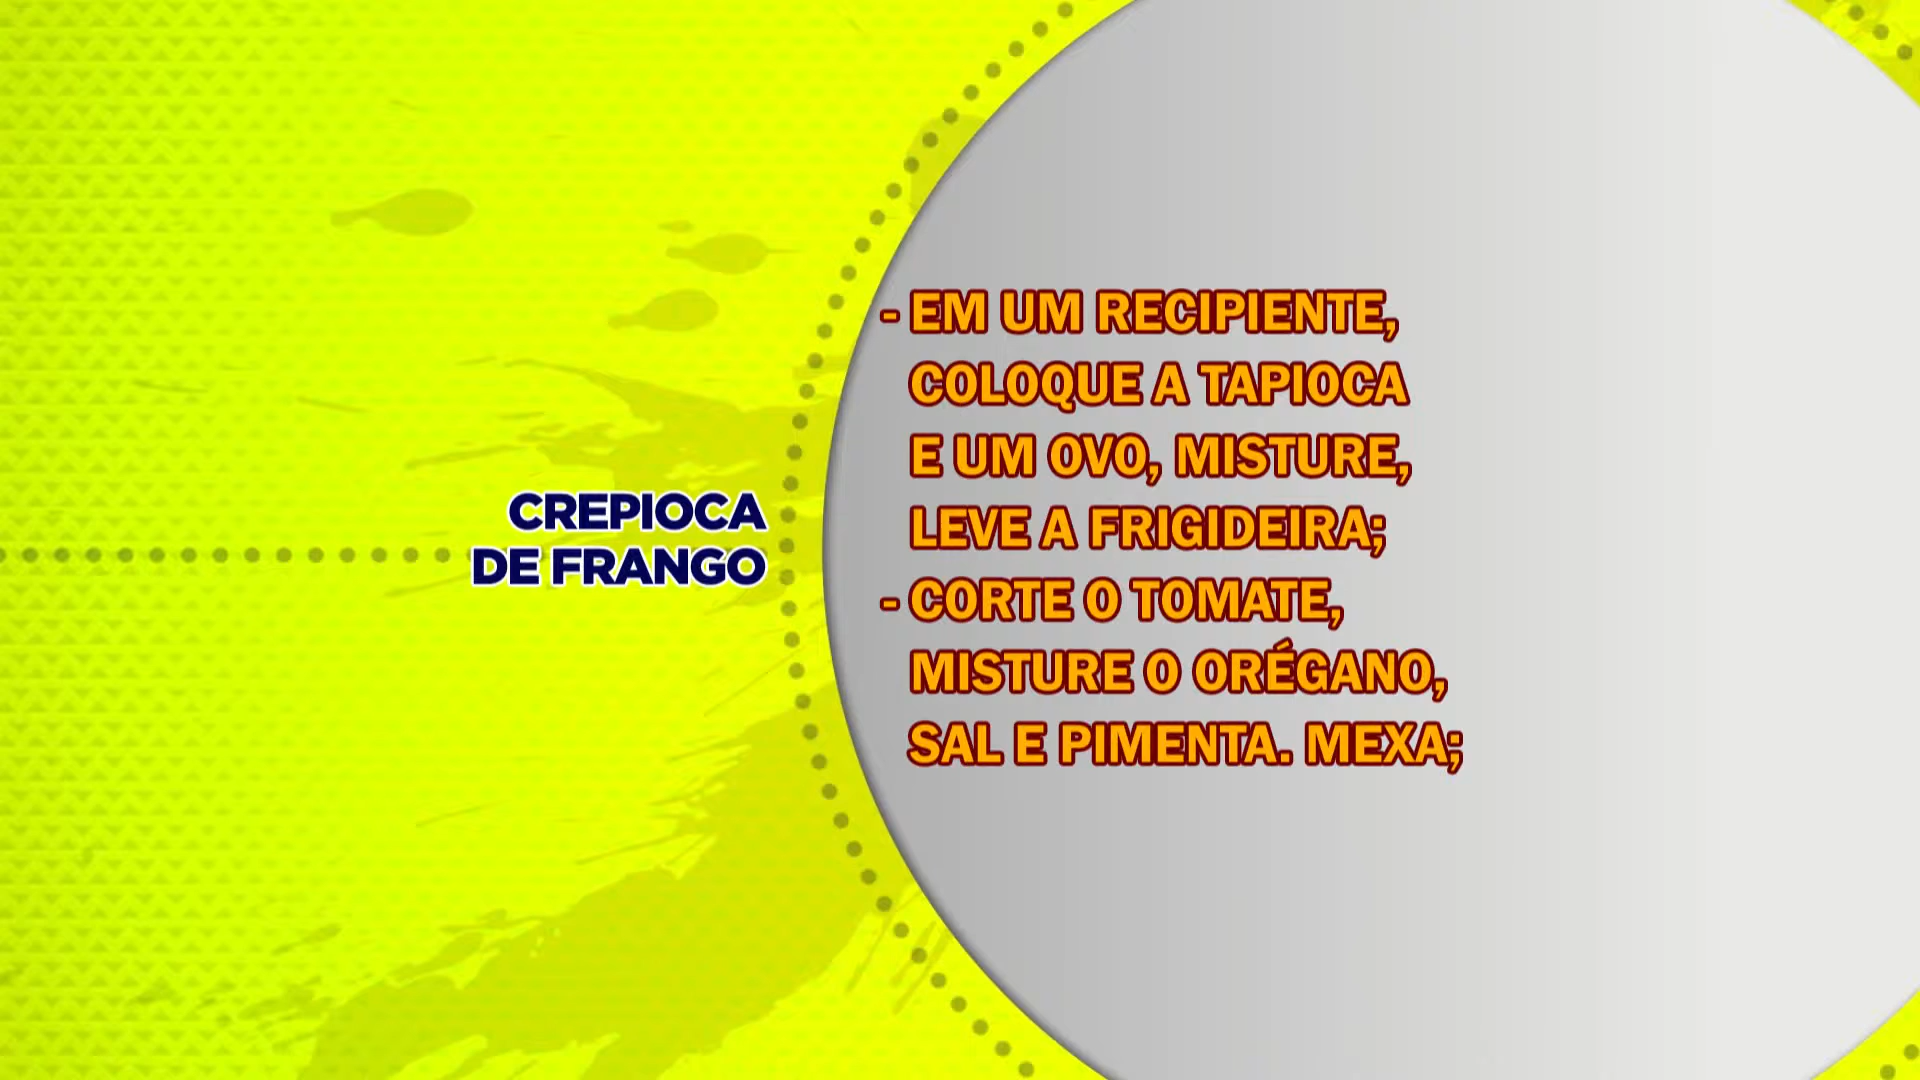 CREPIOCA
DE FRANGO
- EM UM RECIPIENTE,
COLOQUE A TAPIOCA
E UM OVO, MISTURE,
LEVE A FRIGIDEIRA;
- CORTE O TOMATE,
MISTURE O ORÉGANO,
SAL E PIMENTA. MEXA;